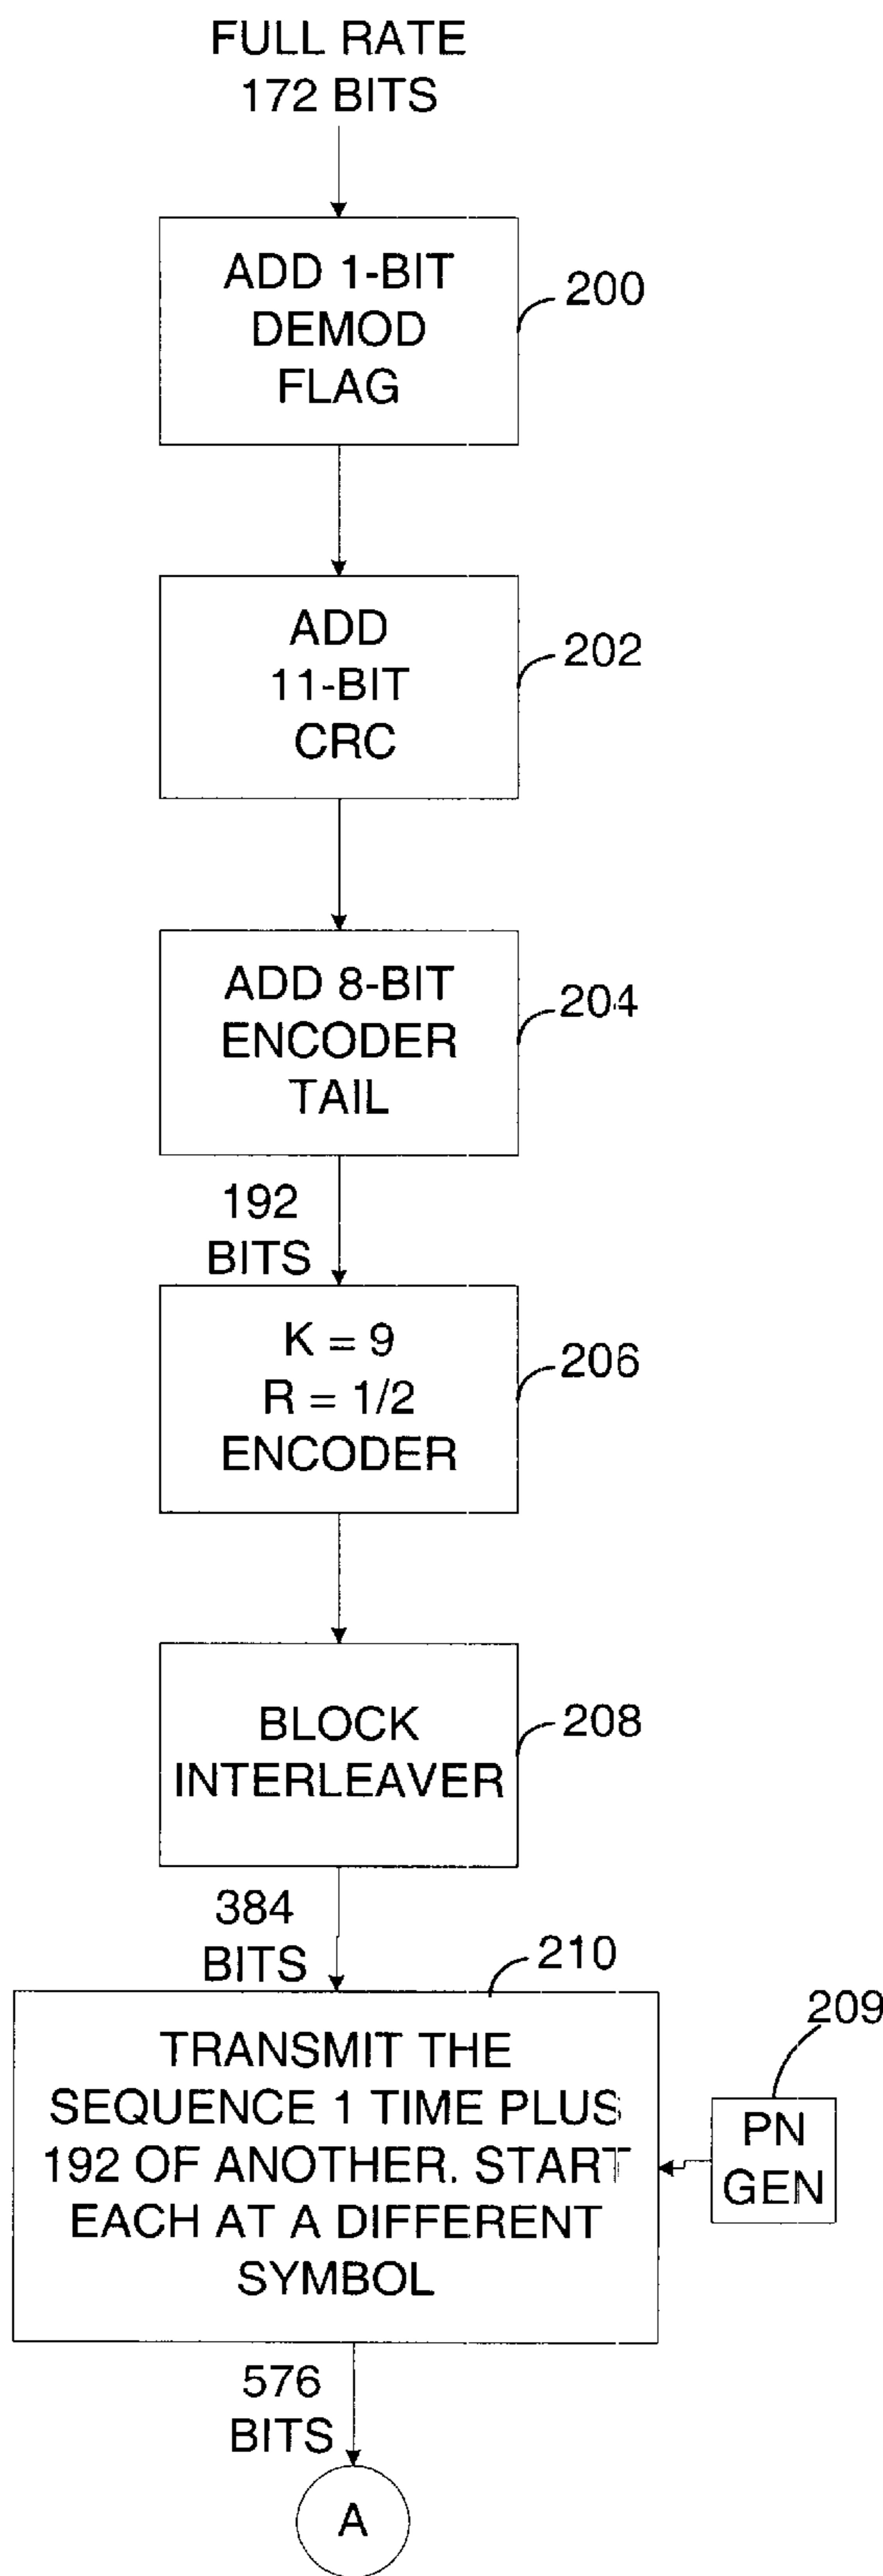 FULL RATE
172 BITS
ADD 1-BIT
DEMOD
FLAG
200
ADD
11-BIT
CRC
202
ADD 8-BIT
ENCODER
TAIL
204
192
BITS
K = 9
R = 1/2
ENCODER
206
BLOCK
INTERLEAVER
208
384
BITS
210
TRANSMIT THE
SEQUENCE 1 TIME PLUS
192 OF ANOTHER. START
EACH AT A DIFFERENT
SYMBOL
209
PN
GEN
576
BITS
A